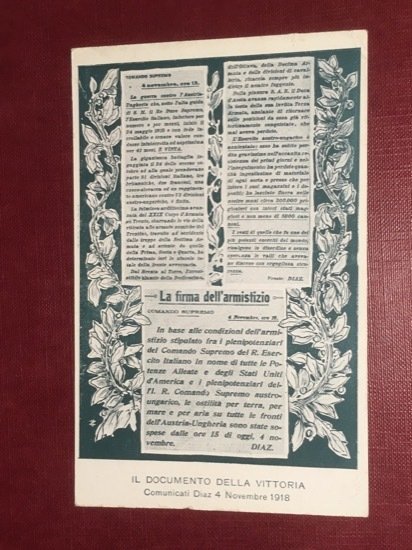 COMANDO SUPREMO
4 novembre, ore 12.
La guerra contro l'Austria-
Ungheria che, sotto l'alta guida
di S. M. il Re Duce Supremo,
l'Esercito Italiano, inferiore per
numero e per mezzi, iniziò il
24 maggio 1915 e con fede in-
crollabile e tenace valore con-
dusse ininterrotta ed asprissima
per 41 mesi, È VINTA.
La gigantesca battaglia in-
gaggiata il 24 dello scorso ot-
tobre ed alla quale prendevano
parte 51 divisioni italiane, tre
britanniche, due francesi, una
czeco-slovacca ed un reggimen-
to americano contro 73 divisioni
austro-ungariche, è finita.
La fulminea arditissima avan-
zata del XXIX Corpo d'Armata
su Trento, sbarrando le vie della
ritirata alle armate nemiche del
Trentino, travolte ad occidente
dalle truppe della Settima Ar-
mata e ad oriente da quelle
della Prima, Sesta e Quarta, ha
determinato ieri lo sfacelo to-
tale della fronte avversaria.
Dal Brenta al Torre,
slancio della Dodicesima,
dell'Ottava, della Decima Ar-
mata e delle divisioni di caval-
leria, ricaccia sempre più in-
dietro il nemico fuggente.
Nella pianura S. A. R. il Duca
d'Aosta avanza rapidamente al-
la testa della sua invitta Terza
Armata, anelante di ritornare
sulle posizioni da essa già vit-
toriosamente conquistate, che
mai aveva perdute.
L'Esercito austro-ungarico è
annientato: esso ha subito perdite
gravissime nell'accanita re-
sistenza dei primi giorni e nel-
l'inseguimento; ha perduto quanti-
tà ingentissime di materiale
di ogni sorta e presso che per
intero i suoi magazzini e i de-
positi; ha lasciato finora nelle
nostre mani circa 300.000 pri-
gionieri con interi stati mag-
giori e non meno di 5000 can-
noni.
I resti di quello che fu uno dei
più potenti eserciti del mondo,
risalgono in disordine e senza
speranza le valli che aveva-
no disceso con orgogliosa sicu-
rezza.
Firmato: DIAZ.
La firma dell'armistizio
COMANDO SUPREMO
4 Novembre, ore 16.
In base alle condizioni dell'armi-
stizio stipulato fra i plenipotenziari
del Comando Supremo del R. Eser-
cito Italiano in nome di tutte le Po-
tenze Alleate e degli Stati Uniti
d'America e i plenipotenziari del-
l'I. R. Comando Supremo austro-
ungarico, le ostilità per terra, per
mare e per aria su tutte le fronti
dell'Austria-Ungheria sono state so-
spese dalle ore 15 di oggi, 4 no-
vembre.
DIAZ.
IL DOCUMENTO DELLA VITTORIA
Comunicati Diaz 4 Novembre 1918